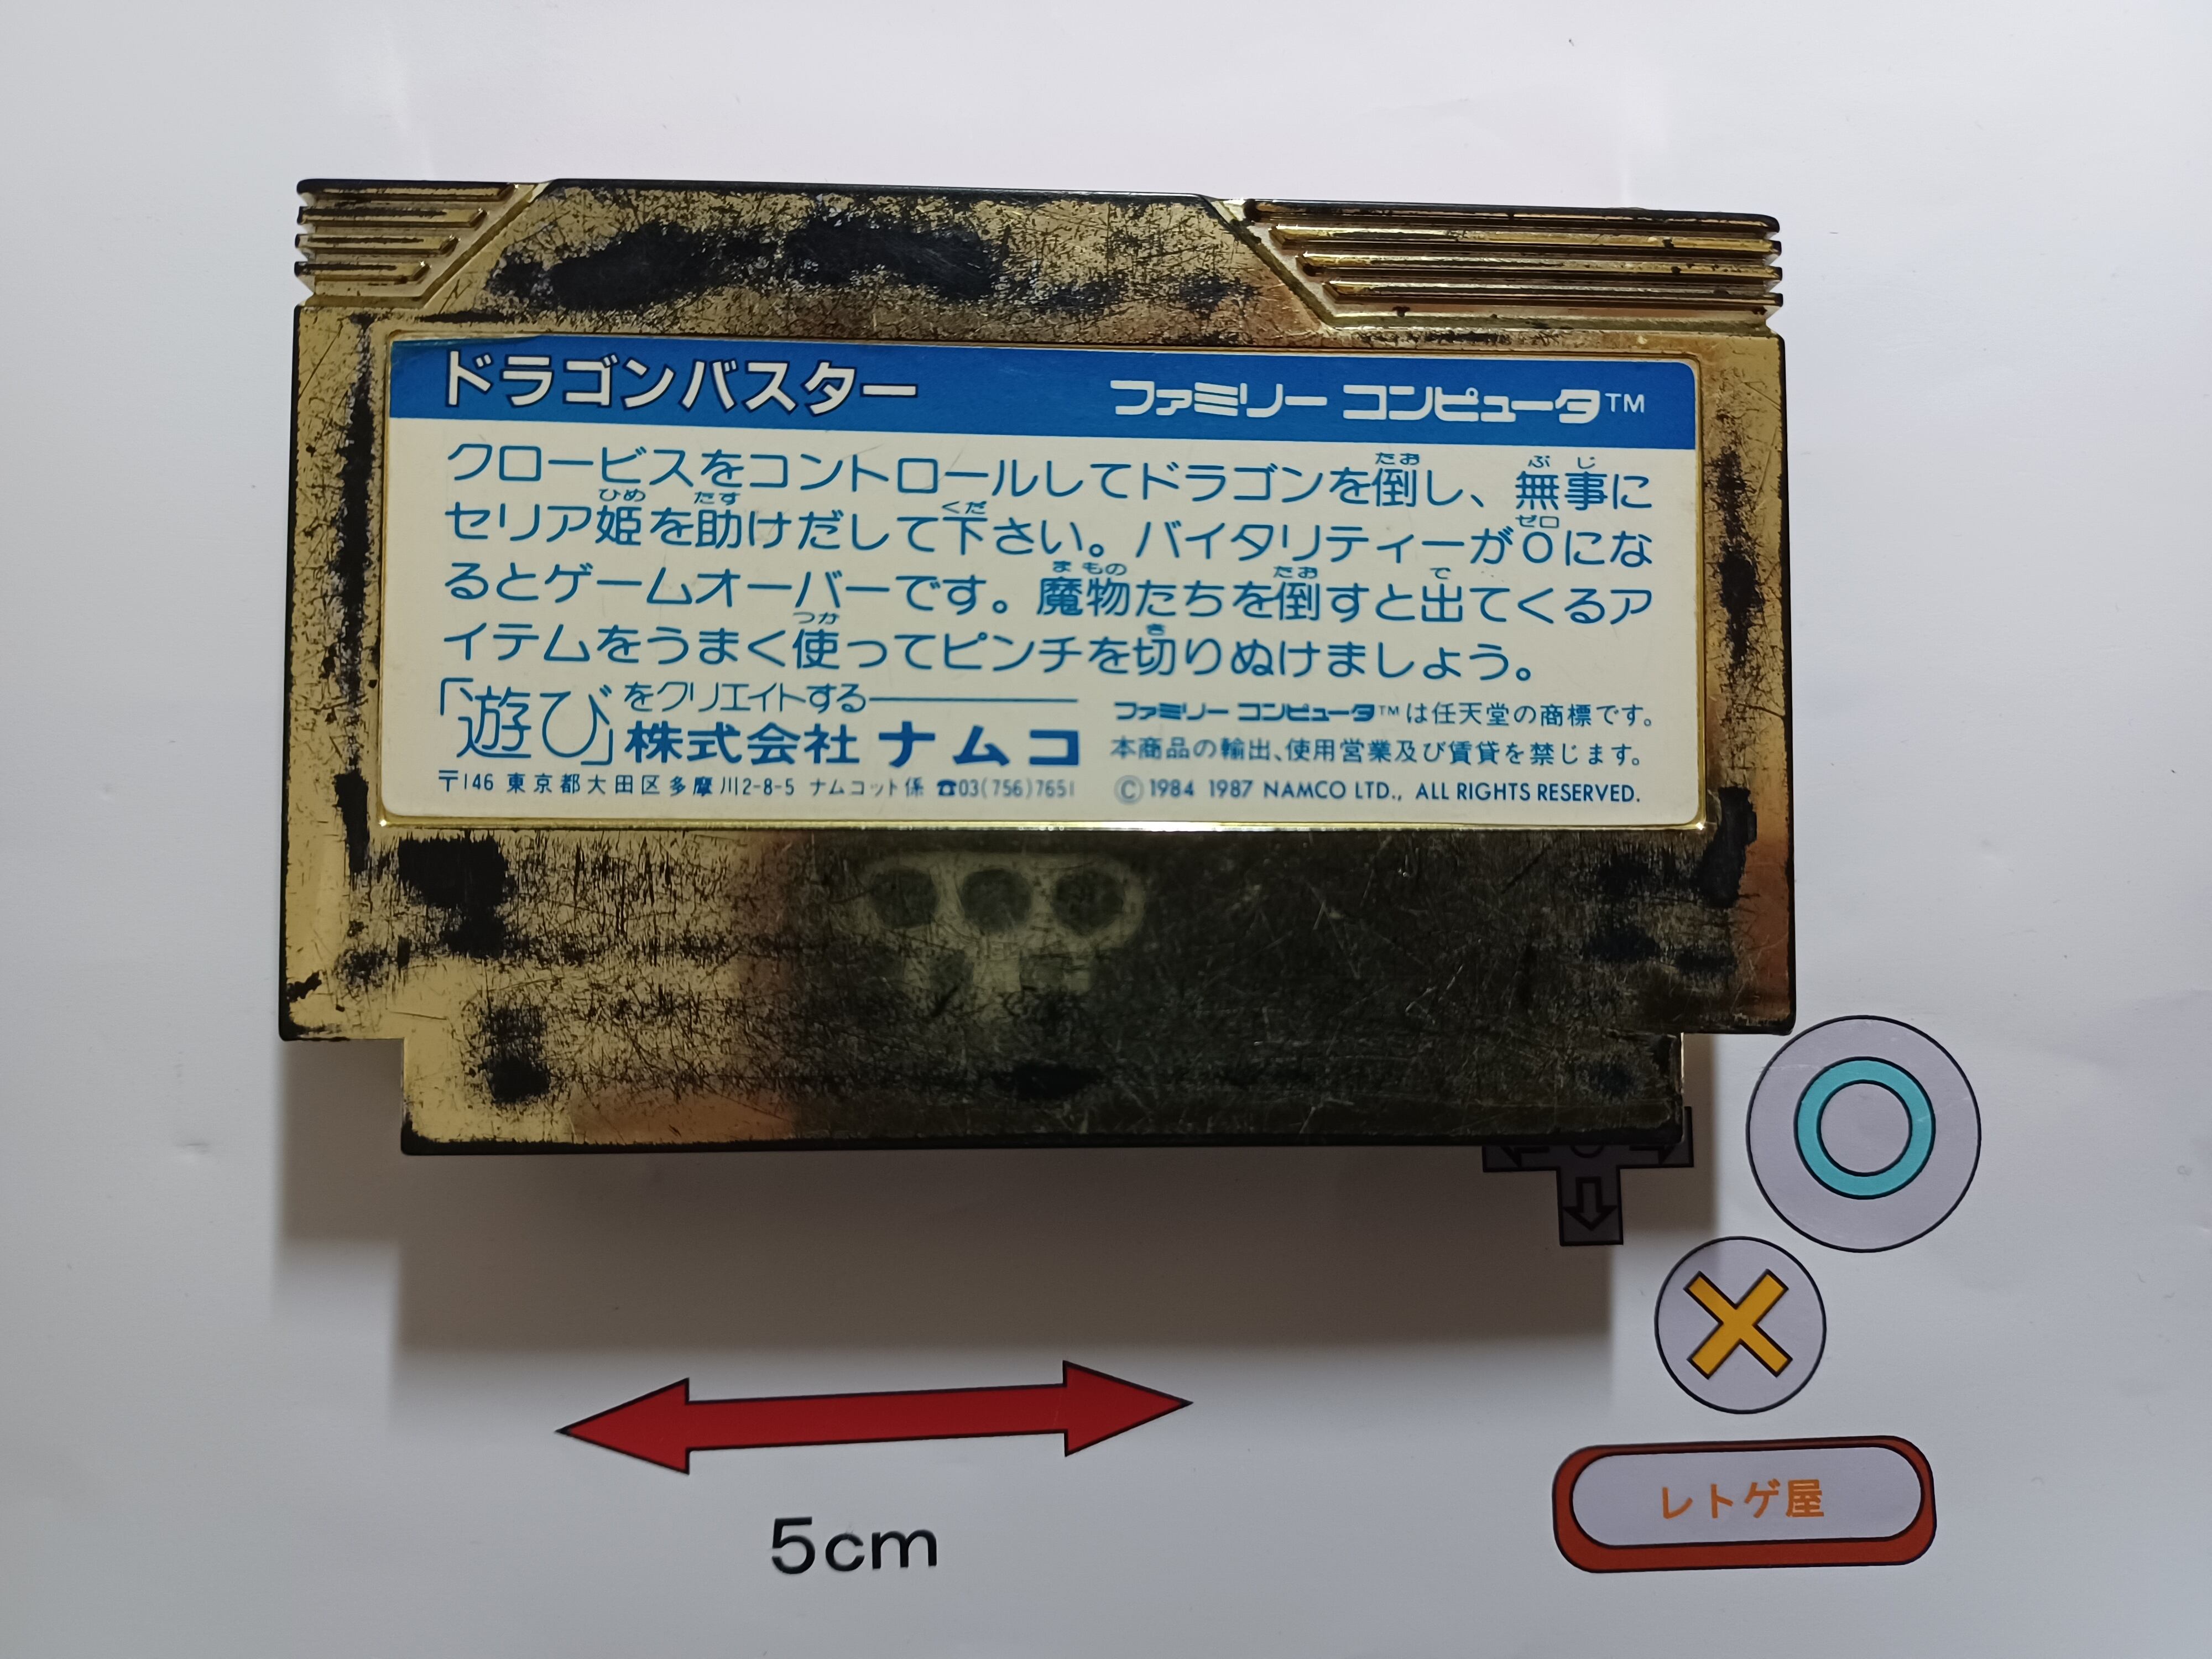 ドラゴンバスター
ファミリー コンピュータ™
クロービスをコントロールしてドラゴンを倒し、無事に
セリア姫を助けだして下さい。バイタリティーが0にな
るとゲームオーバーです。魔物たちを倒すと出てくるア
イテムをうまく使ってピンチを切りぬけましょう。
「遊び」をクリエイトする
株式会社 ナムコ
〒146 東京都大田区多摩川2-8-5 ナムコット係 ☎03(756)7651
ファミリー コンピュータ™は任天堂の商標です。
本商品の輸出、使用営業及び賃貸を禁じます。
©1984 1987 NAMCO LTD., ALL RIGHTS RESERVED.
5cm
レトゲ屋